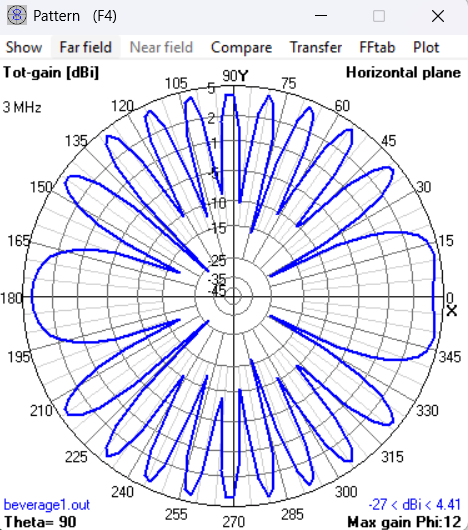 Pattern (F4)
Show Far field Near field Compare Transfer FFtab Plot
Tot-gain [dBi] Horizontal plane
3 MHz
90 Y
105 75
120 60
135 45
150 30
165 15
180 0
X
195 345
210 330
225 315
240 300
255 285
270
5
-2
-1
-5
-10
-15
-25
-35
-45
beverage1.out -27 < dBi < 4.41
Theta= 90 Max gain Phi:12